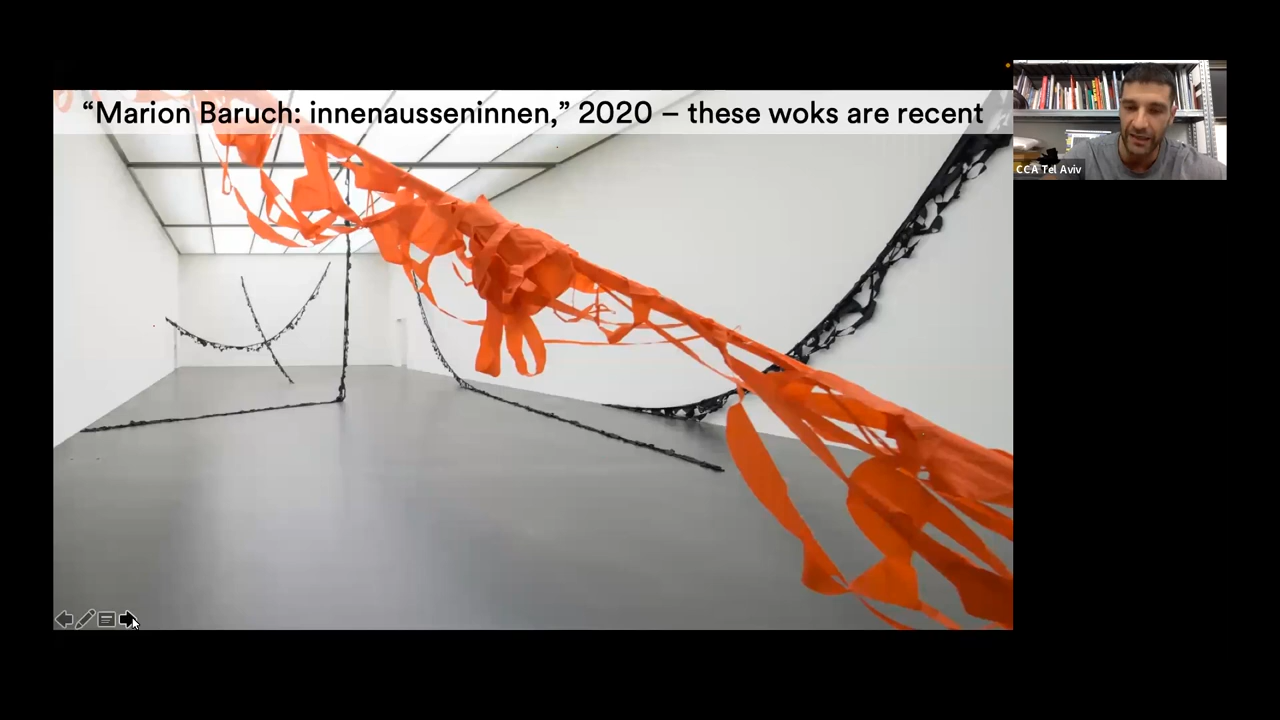 “Marion Baruch: innenausseninnen,” 2020 – these woks are recent
CCA Tel Aviv